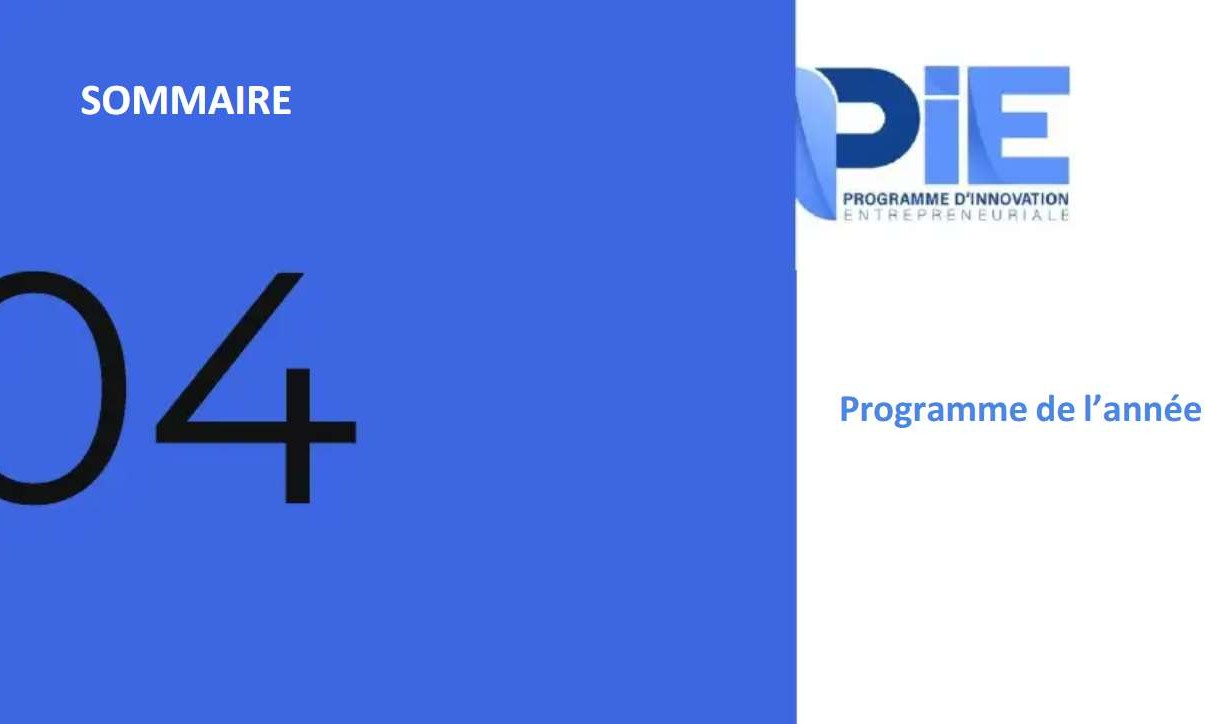 SOMMAIRE
PiE
PROGRAMME D'INNOVATION
ENTREPRENEURIALE
04
Programme de l’année